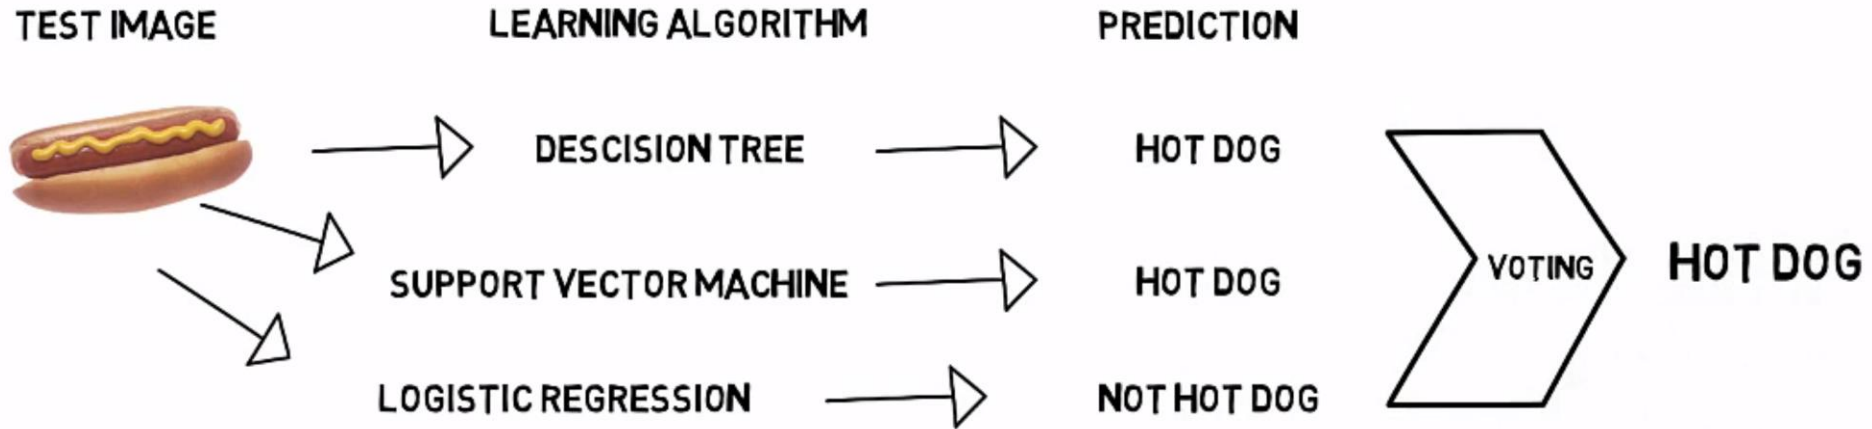 TEST IMAGE
LEARNING ALGORITHM
PREDICTION
DESCISION TREE
HOT DOG
SUPPORT VECTOR MACHINE
HOT DOG
LOGISTIC REGRESSION
NOT HOT DOG
VOTING
HOT DOG